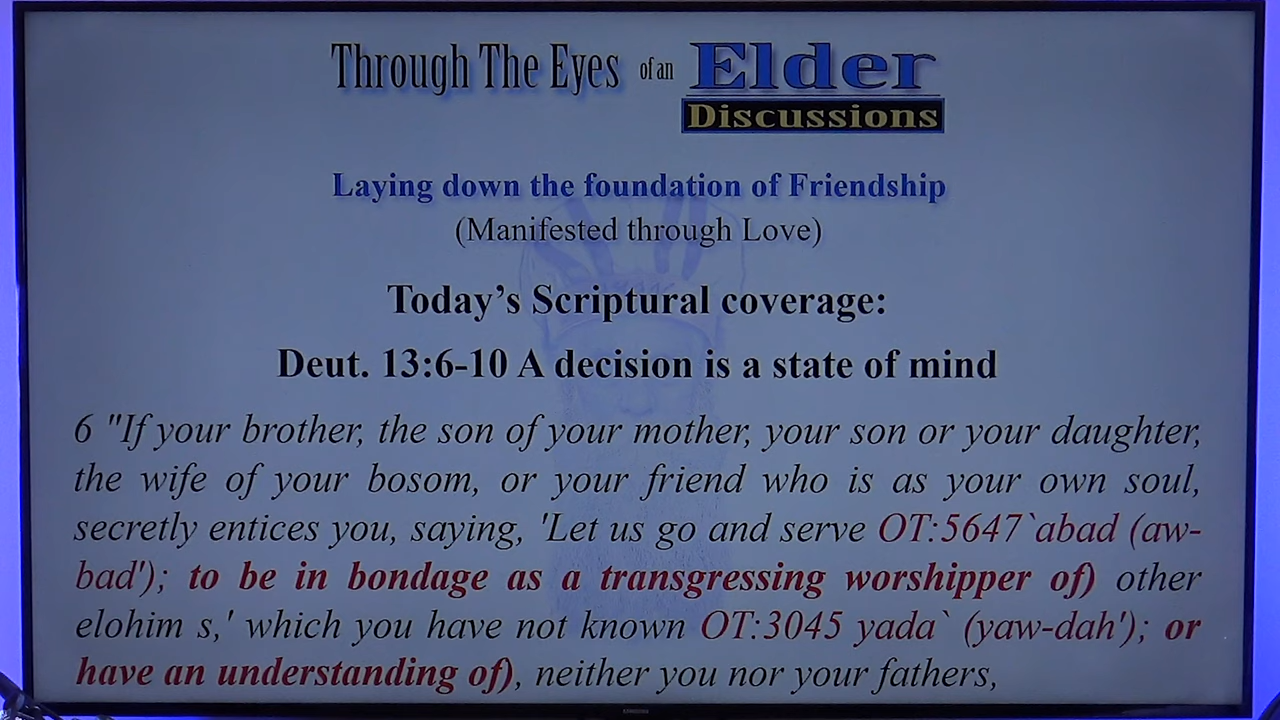 Through The Eyes of an Elder
Discussions
Laying down the foundation of Friendship
(Manifested through Love)
Today's Scriptural coverage:
Deut. 13:6-10 A decision is a state of mind
6 "If your brother, the son of your mother, your son or your daughter,
the wife of your bosom, or your friend who is as your own soul,
secretly entices you, saying, 'Let us go and serve OT:5647`abad (aw-
bad'); to be in bondage as a transgressing worshipper of) other
elohim s,' which you have not known OT:3045 yada` (yaw-dah'); or
have an understanding of), neither you nor your fathers,
SAMSUNG